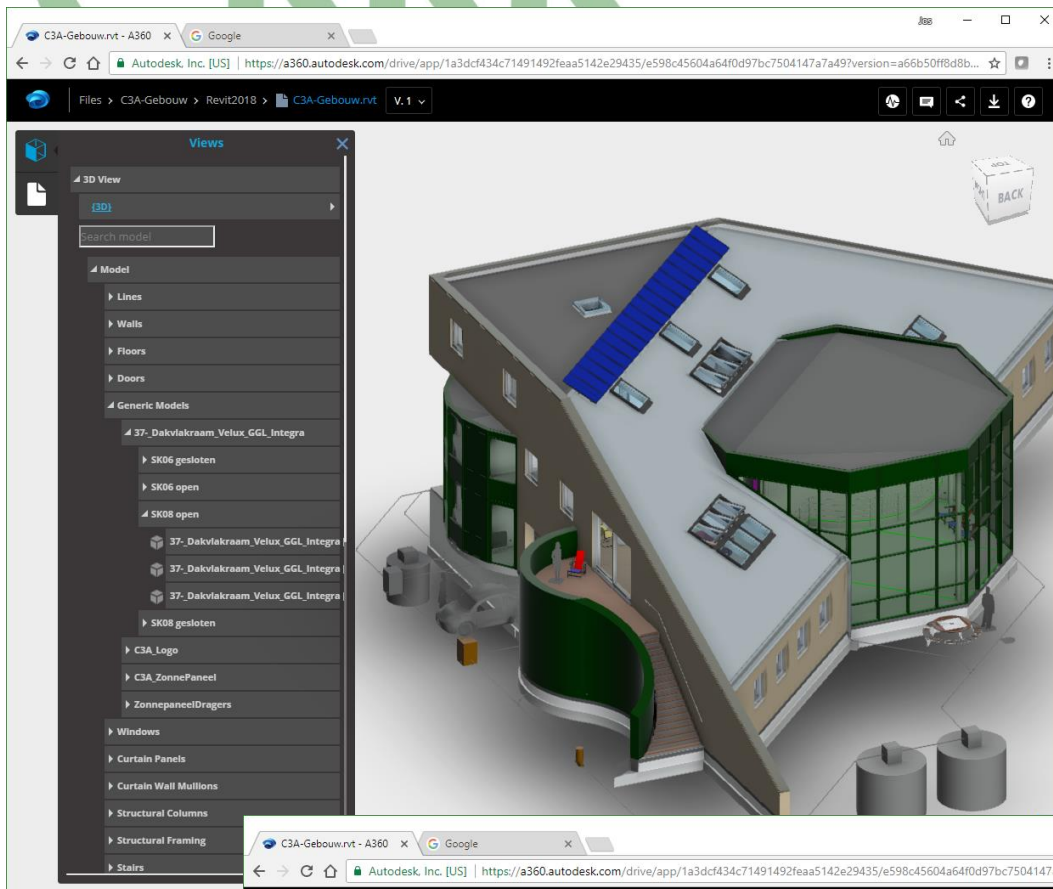 C3A-Gebouw.rvt - A360
Google
Jos
Autodesk, Inc. [US] | https://a360.autodesk.com/drive/app/1a3dcf434c71491492feaa5142e29435/e598c45604a64f0d97bc7504147a7a49?version=a66b50ff8d8b...
Files > C3A-Gebouw > Revit2018 > C3A-Gebouw.rvt V. 1
Views
3D View
{3D}
Search model
Model
Lines
Walls
Floors
Doors
Generic Models
37-_Dakvlakraam_Velux_GGL_Integra
SK06 gesloten
SK06 open
SK08 open
37-_Dakvlakraam_Velux_GGL_Integra
37-_Dakvlakraam_Velux_GGL_Integra
37-_Dakvlakraam_Velux_GGL_Integra
SK08 gesloten
C3A_Logo
C3A_ZonnePaneel
ZonnepaneelDragers
Windows
Curtain Panels
Curtain Wall Mullions
Structural Columns
Structural Framing
Stairs
TOP
BACK
C3A-Gebouw.rvt - A360
Google
Autodesk, Inc. [US] | https://a360.autodesk.com/drive/app/1a3dcf434c71491492feaa5142e29435/e598c45604a64f0d97bc7504147